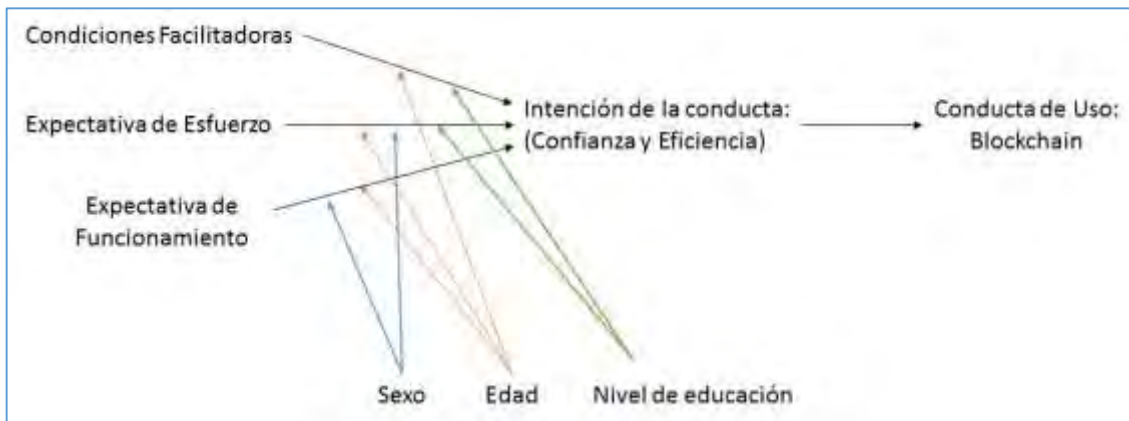 Condiciones Facilitadoras
Expectativa de Esfuerzo
Expectativa de
Funcionamiento
Intención de la conducta:
(Confianza y Eficiencia)
Conducta de Uso:
Blockchain
Sexo
Edad
Nivel de educación